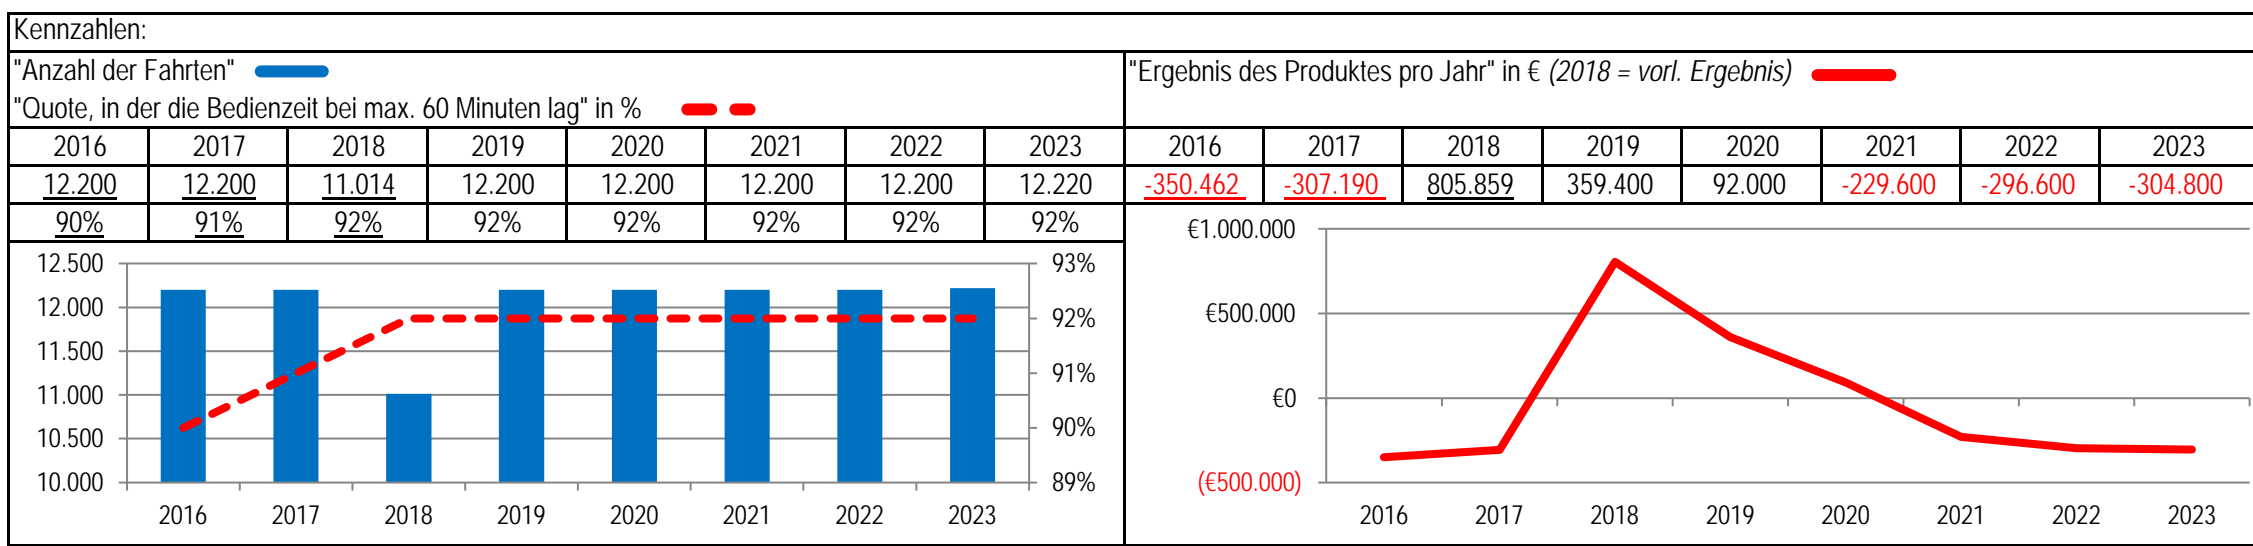 Kennzahlen:
"Anzahl der Fahrten"
"Quote, in der die Bedienzeit bei max. 60 Minuten lag" in %
"Ergebnis des Produktes pro Jahr" in € (2018 = vorl. Ergebnis)
2016 2017 2018 2019 2020 2021 2022 2023 2016 2017 2018 2019 2020 2021 2022 2023
12.200 12.200 11.014 12.200 12.200 12.200 12.200 12.220 -350.462 -307.190 805.859 359.400 92.000 -229.600 -296.600 -304.800
90% 91% 92% 92% 92% 92% 92% 92%
12.500 93%
12.000 92%
11.500 91%
11.000 90%
10.500 89%
10.000
2016 2017 2018 2019 2020 2021 2022 2023
€1.000.000
€500.000
€0
(€500.000)
2016 2017 2018 2019 2020 2021 2022 2023